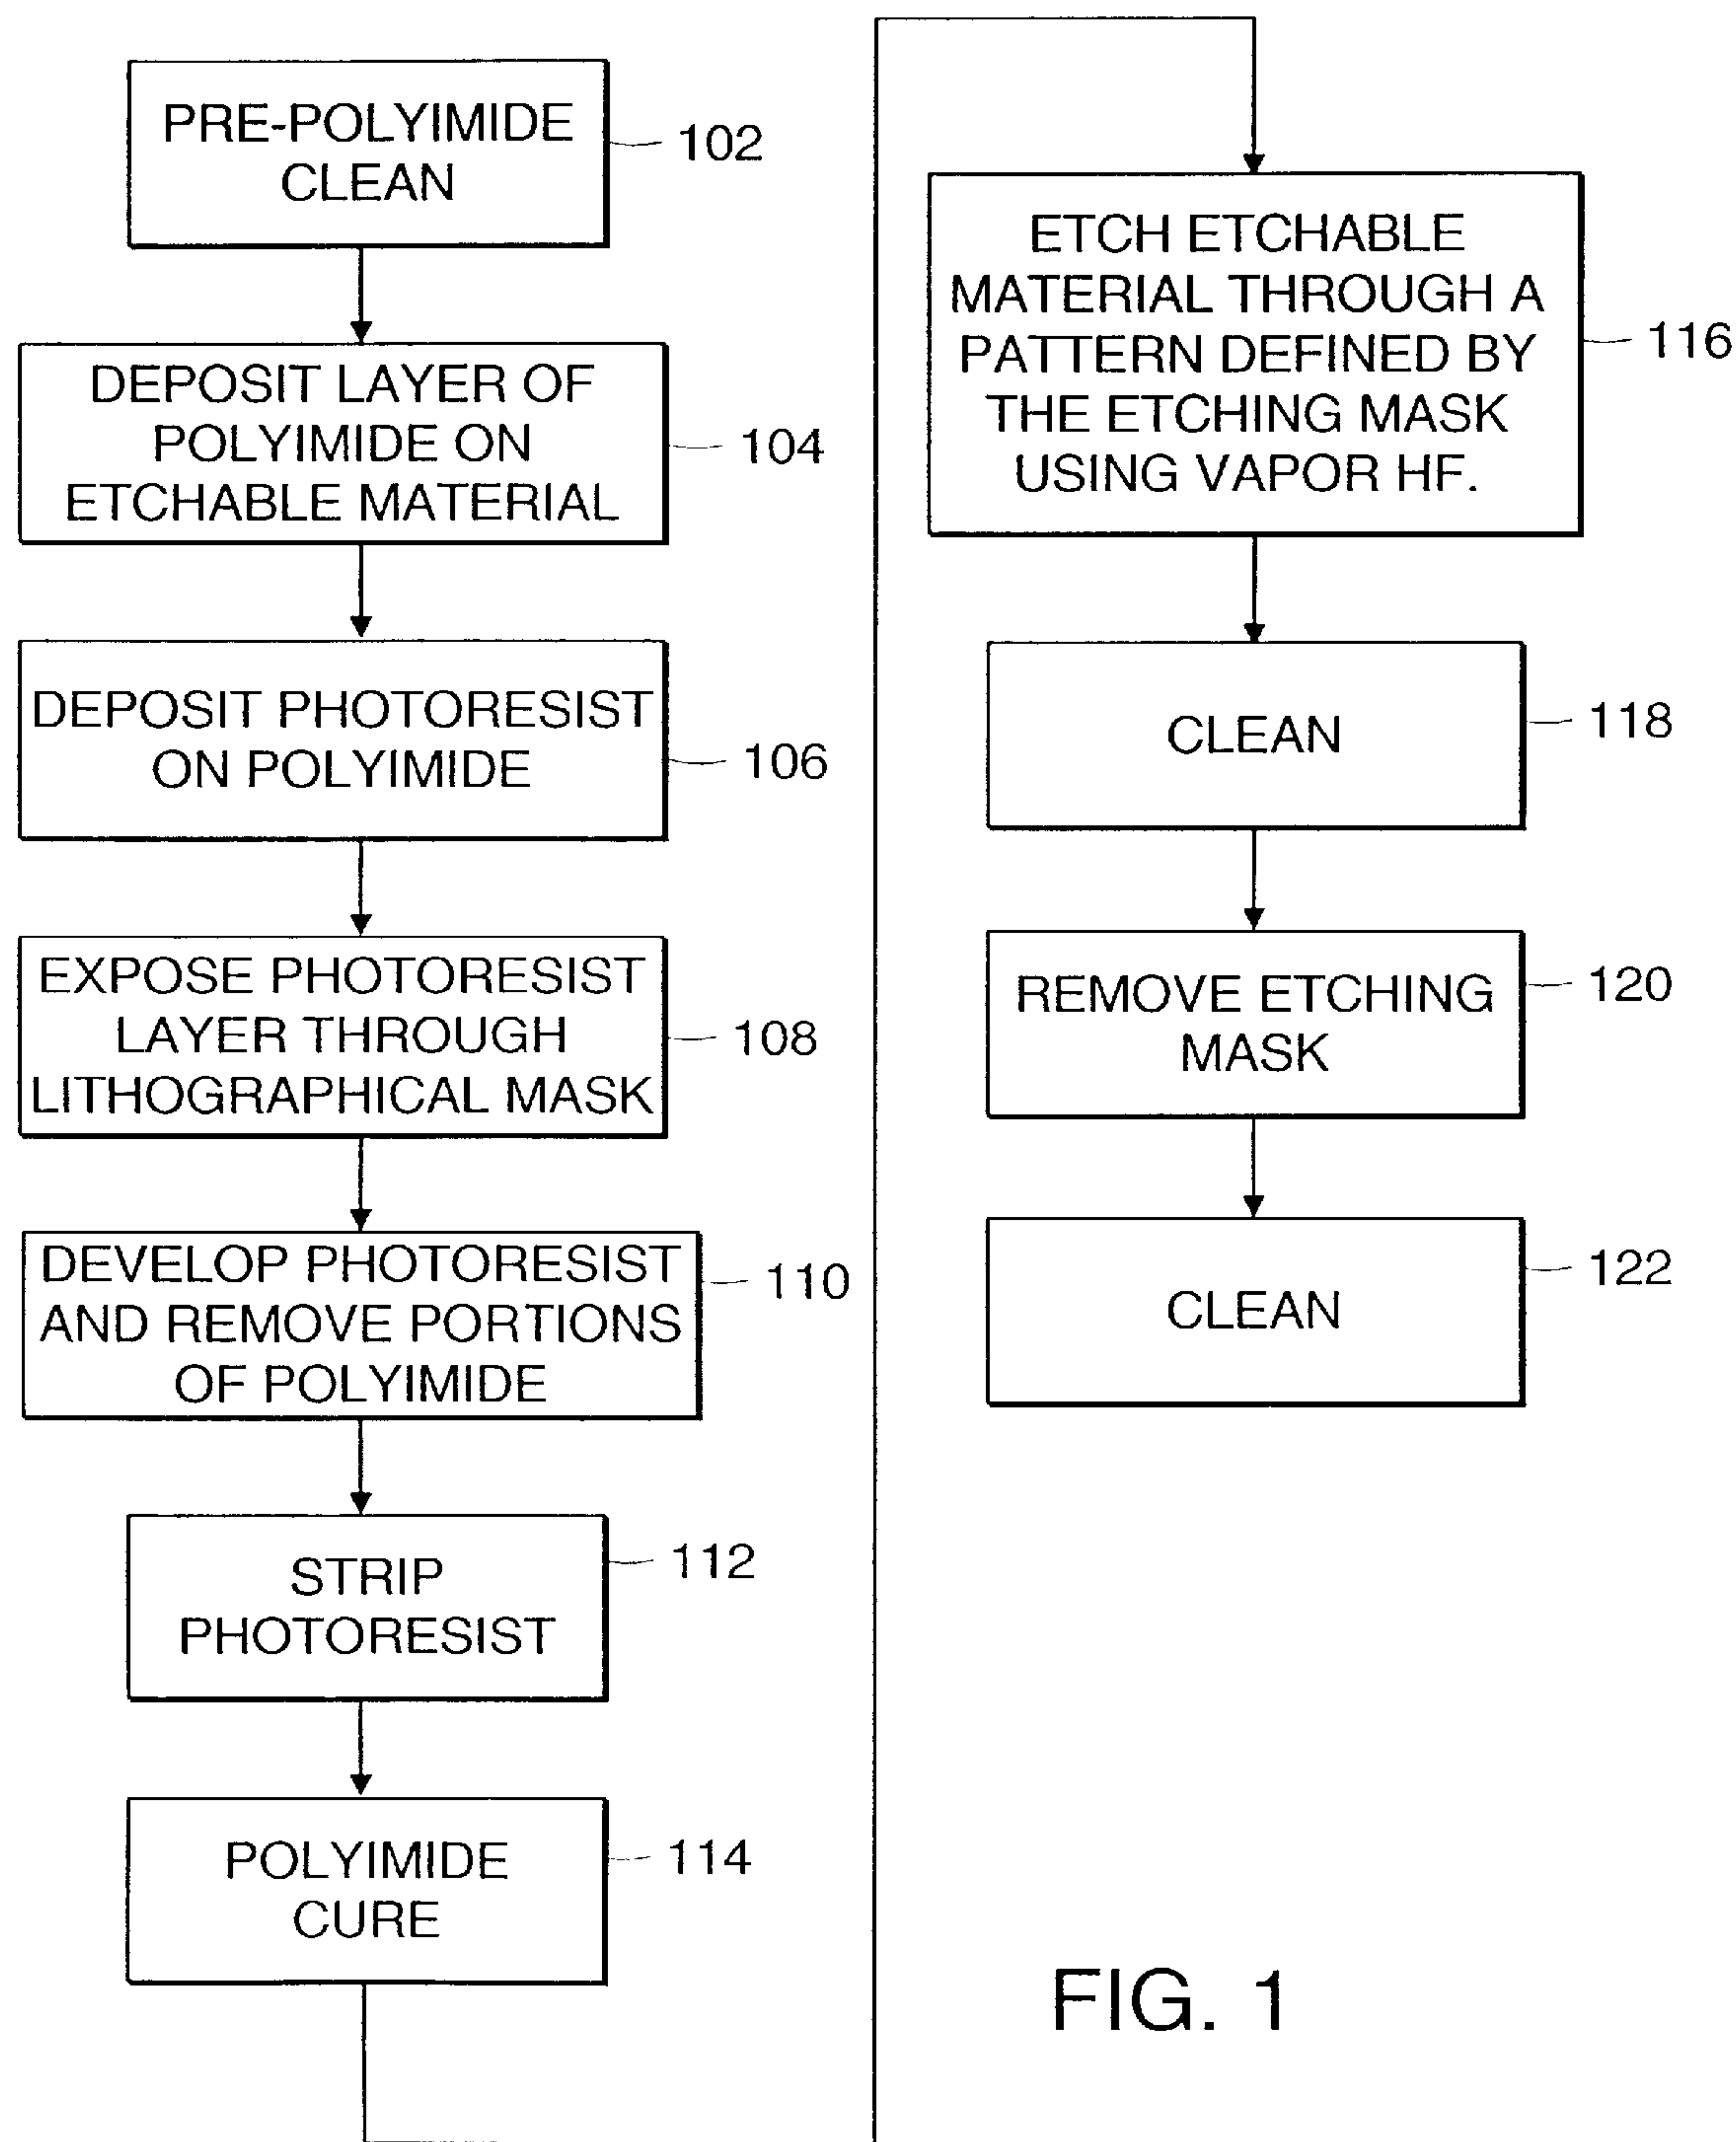 PRE-POLYIMIDE
CLEAN
102
DEPOSIT LAYER OF
POLYIMIDE ON
ETCHABLE MATERIAL
104
DEPOSIT PHOTORESIST
ON POLYIMIDE
106
EXPOSE PHOTORESIST
LAYER THROUGH
LITHOGRAPHICAL MASK
108
DEVELOP PHOTORESIST
AND REMOVE PORTIONS
OF POLYIMIDE
110
STRIP
PHOTORESIST
112
POLYIMIDE
CURE
114
ETCH ETCHABLE
MATERIAL THROUGH A
PATTERN DEFINED BY
THE ETCHING MASK
USING VAPOR HF.
116
CLEAN
118
REMOVE ETCHING
MASK
120
CLEAN
122
FIG. 1